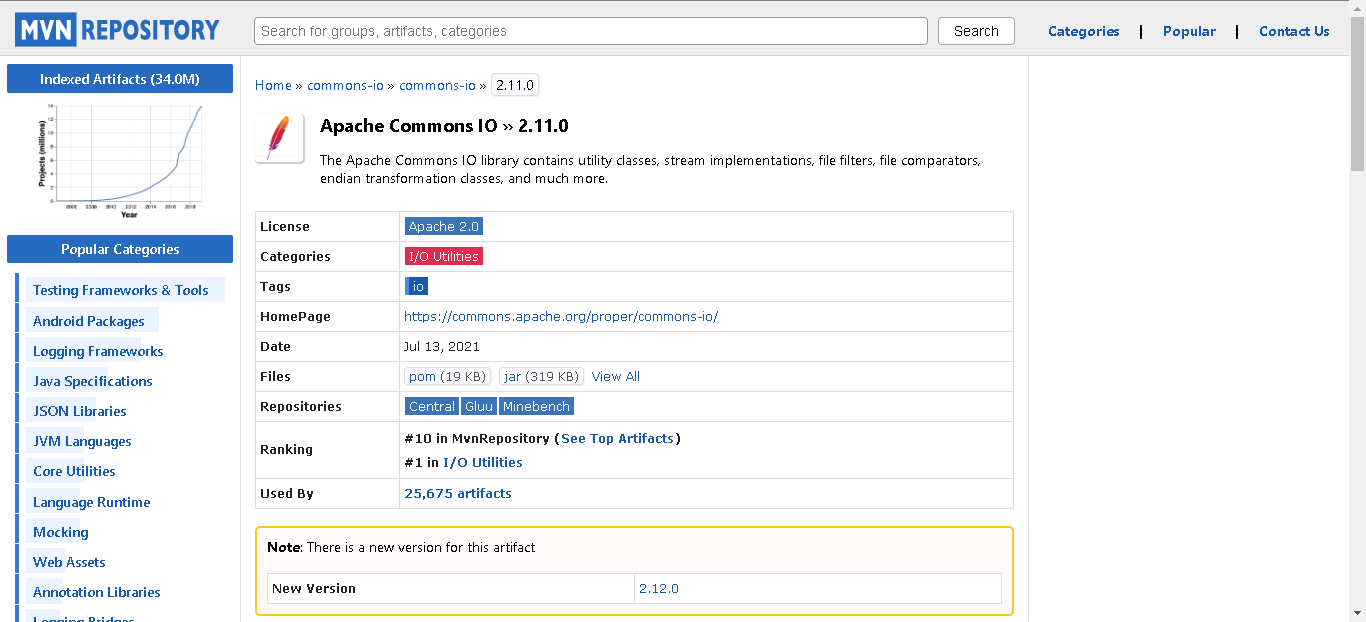 MVN REPOSITORY
Search for groups, artifacts, categories
Search
Categories | Popular | Contact Us
Indexed Artifacts (34.0M)
Projects (millions)
Year
Popular Categories
Testing Frameworks & Tools
Android Packages
Logging Frameworks
Java Specifications
JSON Libraries
JVM Languages
Core Utilities
Language Runtime
Mocking
Web Assets
Annotation Libraries
Logging Bridges
Home » commons-io » commons-io » 2.11.0
Apache Commons IO » 2.11.0
The Apache Commons IO library contains utility classes, stream implementations, file filters, file comparators,
endian transformation classes, and much more.
License Apache 2.0
Categories I/O Utilities
Tags io
HomePage https://commons.apache.org/proper/commons-io/
Date Jul 13, 2021
Files pom (19 KB) jar (319 KB) View All
Repositories Central Gluu Minebench
Ranking #10 in MvnRepository (See Top Artifacts)
#1 in I/O Utilities
Used By 25,675 artifacts
Note: There is a new version for this artifact
New Version 2.12.0